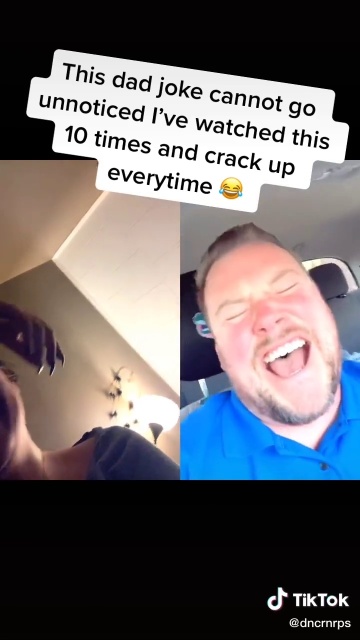 This dad joke cannot go
unnoticed I've watched this
10 times and crack up
everytime 😂
TikTok
@dncrnrps